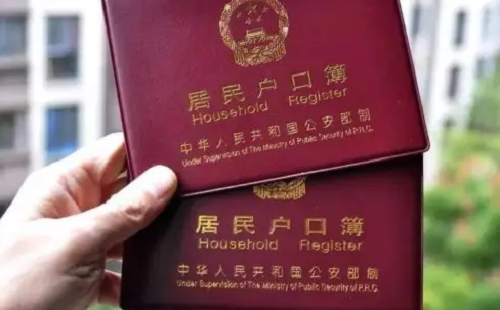 居民户口簿
Household Register
中华人民共和国公安部制
Under Supervision of The Ministry of Public Security of P.R.C.
居民户口簿
Household Register
中华人民共和国公安部制
Under Supervision of The Ministry of Public Security of P.R.C.